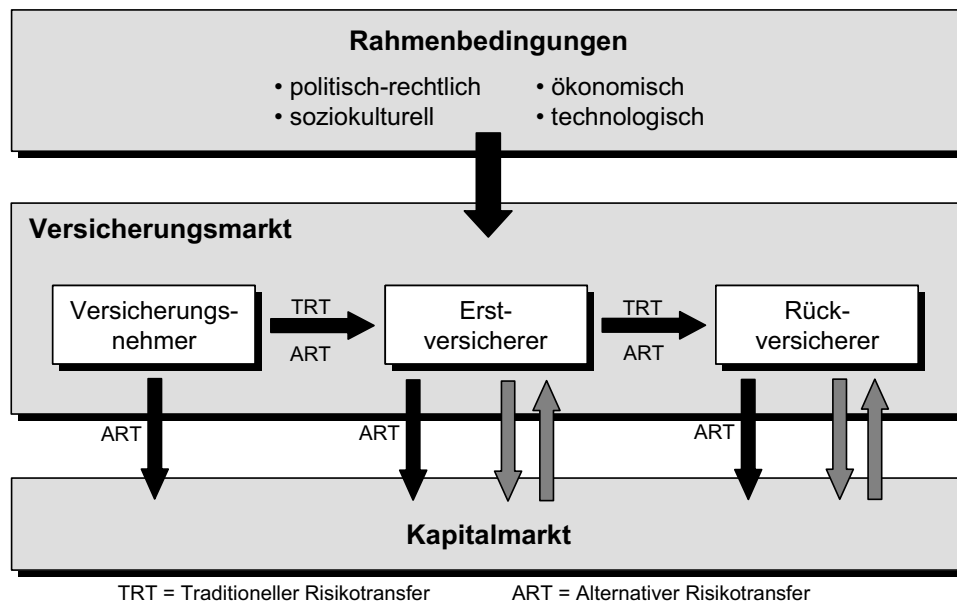 Rahmenbedingungen
• politisch-rechtlich • ökonomisch
• soziokulturell • technologisch
Versicherungsmarkt
Versicherungs-
nehmer
TRT
ART
Erst-
versicherer
TRT
ART
Rück-
versicherer
ART
ART
ART
Kapitalmarkt
TRT = Traditioneller Risikotransfer ART = Alternativer Risikotransfer